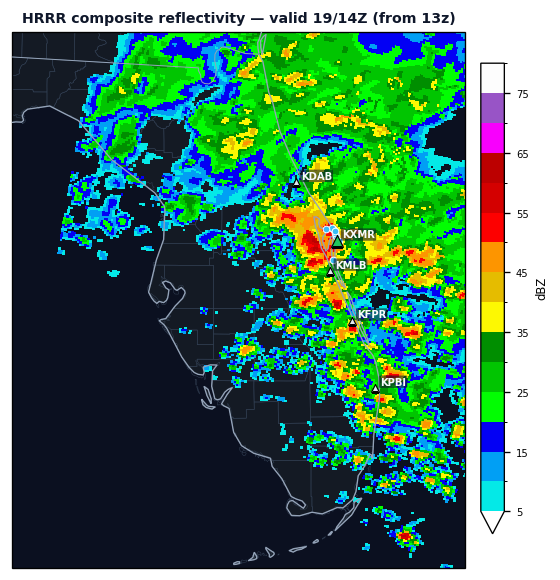 HRRR composite reflectivity — valid 19/14Z (from 13z)
KDAB
KXMR
KMLB
KFPR
KPBI
75
65
55
45
35
25
15
5
dBZ